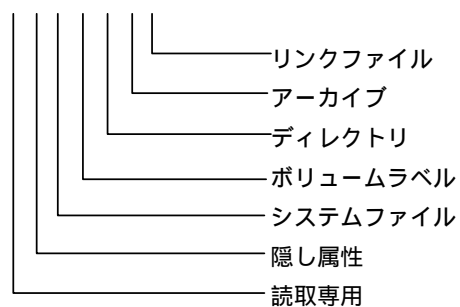 リンクファイル
アーカイブ
ディレクトリ
ボリュームラベル
システムファイル
隠し属性
読取専用